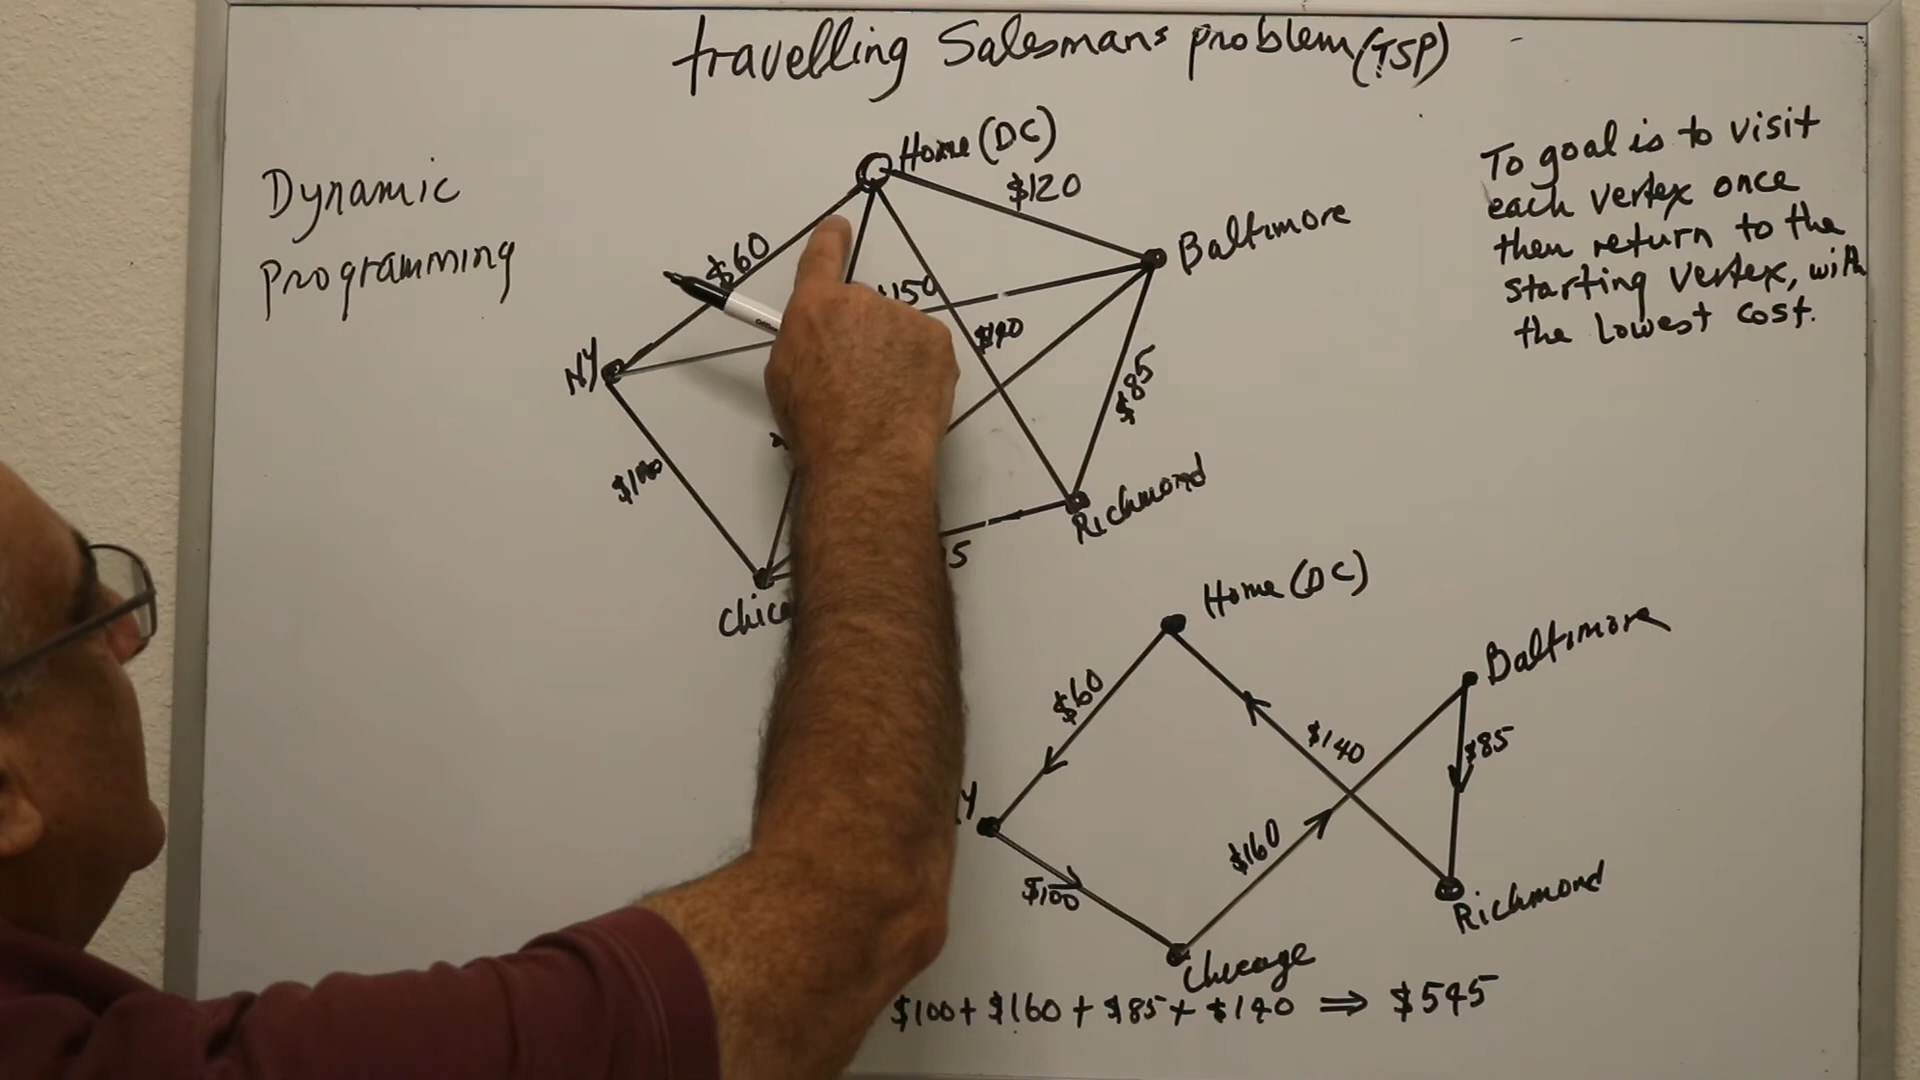 travelling Salesmans problem (TSP)
Dynamic
Programming
Home (DC)
$120
$60
Baltimore
$150
$140
NY
$85
$100
Richmond
5
Chica
To goal is to visit
each vertex once
then return to the
starting vertex, with
the lowest cost.
Home (DC)
Baltimore
$60
$140
$85
Y
$160
$100
Richmond
Chicago
$100 + $160 + $85 + $140 ⇒ $545